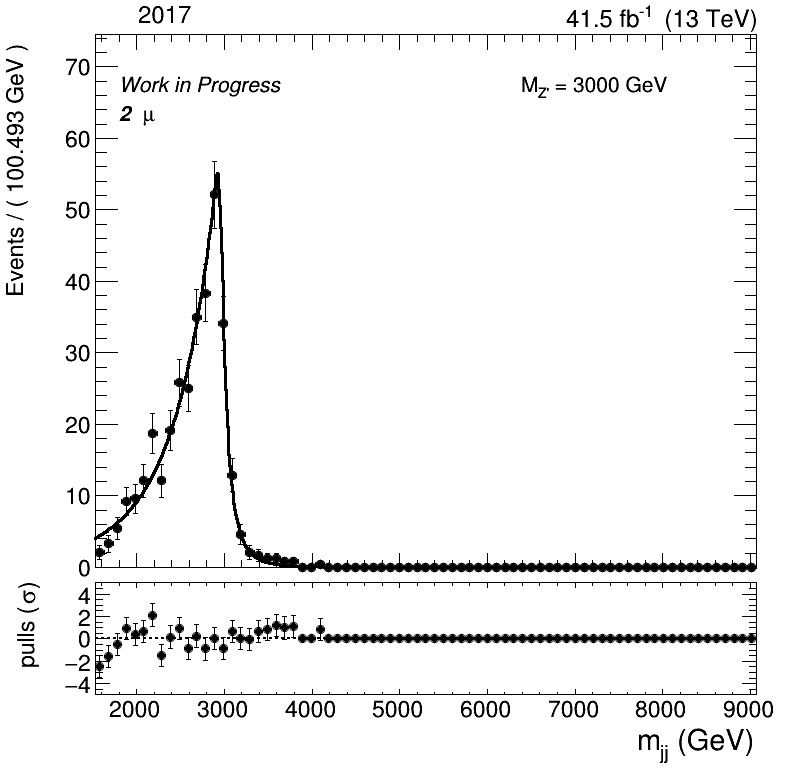 2017 41.5 fb⁻¹ (13 TeV)
Work in Progress M_Z' = 3000 GeV
2 μ
Events / ( 100.493 GeV )
70
60
50
40
30
20
10
0
pulls (σ)
4
2
0
−2
−4
2000 3000 4000 5000 6000 7000 8000 9000
m_jj (GeV)